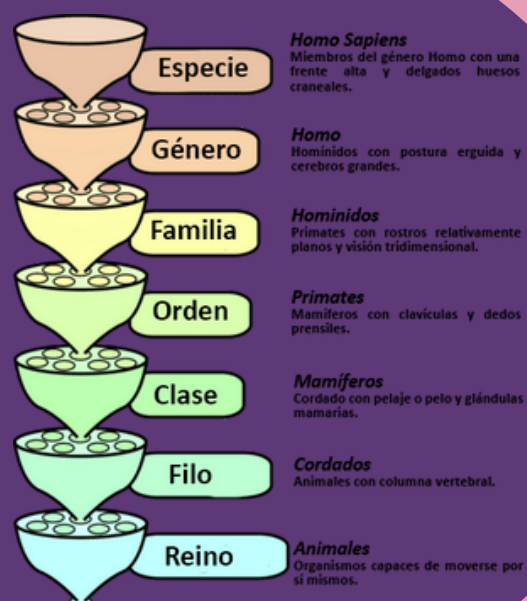 Especie
Homo Sapiens
Miembros del género Homo con una
frente alta y delgados huesos
craneales.
Género
Homo
Homínidos con postura erguida y
cerebros grandes.
Familia
Hominidos
Primates con rostros relativamente
planos y visión tridimensional.
Orden
Primates
Mamíferos con clavículas y dedos
prensiles.
Clase
Mamíferos
Cordado con pelaje o pelo y glándulas
mamarias.
Filo
Cordados
Animales con columna vertebral.
Reino
Animales
Organismos capaces de moverse por
sí mismos.